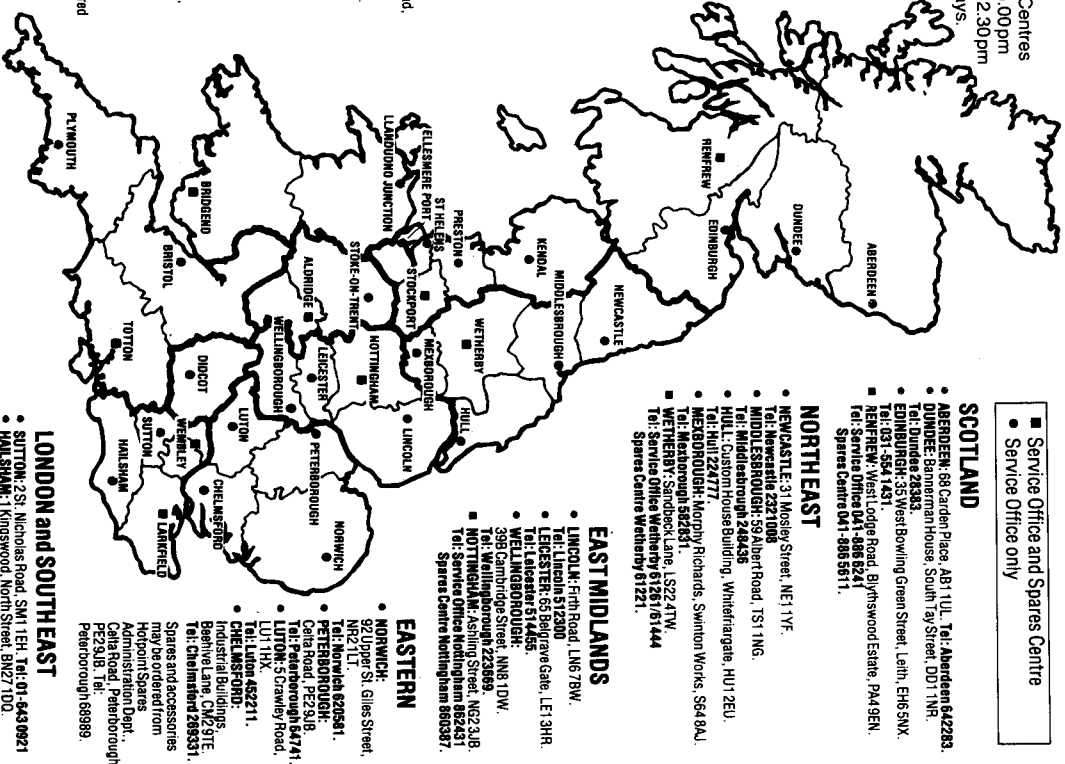 Centres
.00pm
2.30pm
ys.
nd,
red
■ Service Office and Spares Centre
● Service Office only
SCOTLAND
● ABERDEEN: 68 Carden Place, AB1 1UL. Tel: Aberdeen 642283.
● DUNDEE: Bannerman House, South Tay Street, DD1 1NR.
Tel: Dundee 28383.
● EDINBURGH: 35 West Bowling Green Street, Leith, EH6 5NX.
Tel: 031-554 1431.
■ RENFREW: West Lodge Road, Blythswood Estate, PA4 9EN.
Tel: Service Office 041-886 6241
Spares Centre 041-886 5611.
NORTH EAST
● NEWCASTLE: 31 Mosley Street, NE1 1YF.
Tel: Newcastle 2321008
● MIDDLESBROUGH: 59 Albert Road, TS1 1NG.
Tel: Middlesbrough 248436
● HULL: Custom House Building, Whitefriargate, HU1 2EU.
Tel: Hull 224777.
● MEXBOROUGH: Morphy Richards, Swinton Works, S64 8AJ.
Tel: Mexborough 582831.
■ WETHERBY: Sandbeck Lane, LS22 4TW.
Tel: Service Office Wetherby 61261/61444
Spares Centre Wetherby 61221.
EAST MIDLANDS
● LINCOLN: Firth Road, LN6 7BW.
Tel: Lincoln 512300
● LEICESTER: 65 Belgrave Gate, LE1 3HR.
Tel: Leicester 514455.
● WELLINGBOROUGH:
39B Cambridge Street, NN8 1DW.
Tel: Wellingborough 223669.
■ NOTTINGHAM: Ashling Street, NG2 3JB.
Tel: Service Office Nottingham 862431
Spares Centre Nottingham 860387.
EASTERN
● NORWICH:
92 Upper St. Giles Street,
NR2 1LT.
Tel: Norwich 620581.
● PETERBOROUGH:
Celta Road, PE2 9JB.
Tel: Peterborough 64741.
● LUTON: 5 Crawley Road,
LU1 1HX.
Tel: Luton 452211.
● CHELMSFORD:
Industrial Buildings,
Beehive Lane, CM2 9TE.
Tel: Chelmsford 269331.
Spares and accessories
may be ordered from
Hotpoint Spares
Administration Dept.,
Celta Road, Peterborough
PE2 9JB. Tel:
Peterborough 68989.
LONDON and SOUTH EAST
● SUTTON: 2 St. Nicholas Road, SM1 1EH. Tel: 01-643 0921
● HAILSHAM: 1 Kingswood, North Street, BN27 1DQ.
ABERDEEN
DUNDEE
EDINBURGH
RENFREW
NEWCASTLE
MIDDLESBROUGH
KENDAL
PRESTON
ST HELENS
ELLESMERE PORT
LLANDUDNO JUNCTION
WETHERBY
HULL
STOCKPORT
MEXBOROUGH
LINCOLN
STOKE-ON-TRENT
NOTTINGHAM
ALDRIDGE
LEICESTER
PETERBOROUGH
NORWICH
WELLINGBOROUGH
LUTON
BRIDGEND
BRISTOL
DIDCOT
WEMBLEY
CHELMSFORD
SUTTON
LARKFIELD
TOTTON
HAILSHAM
PLYMOUTH